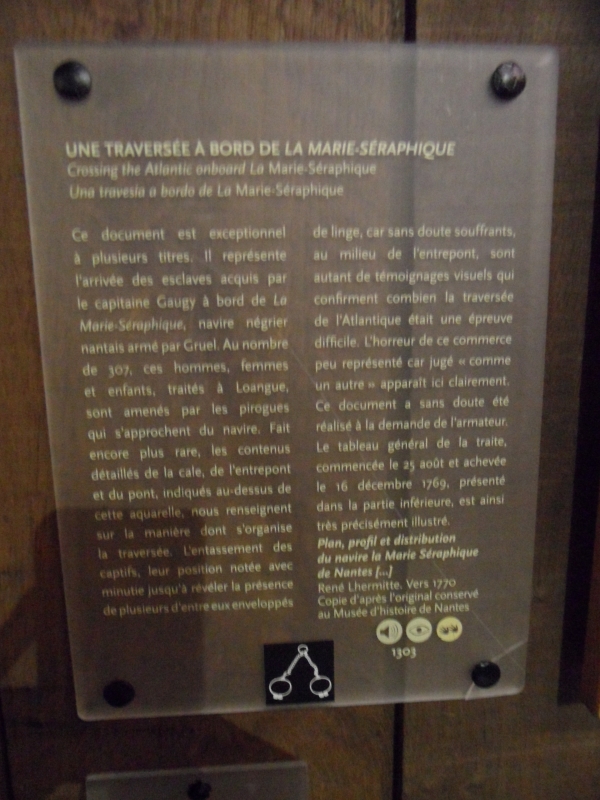 UNE TRAVERSÉE À BORD DE LA MARIE-SÉRAPHIQUE
Crossing the Atlantic onboard La Marie-Séraphique
Una travesia a bordo de La Marie-Séraphique
Ce document est exceptionnel
à plusieurs titres. Il représente
l'arrivée des esclaves acquis par
le capitaine Gaugy à bord de La
Marie-Séraphique, navire négrier
nantais armé par Gruel. Au nombre
de 307, ces hommes, femmes
et enfants, traités à Loangue,
sont amenés par les pirogues
qui s'approchent du navire. Fait
encore plus rare, les contenus
détaillés de la cale, de l'entrepont
et du pont, indiqués au-dessus de
cette aquarelle, nous renseignent
sur la manière dont s'organise
la traversée. L'entassement des
captifs, leur position notée avec
minutie jusqu'à révéler la présence
de plusieurs d'entre eux enveloppés
de linge, car sans doute souffrants,
au milieu de l'entrepont, sont
autant de témoignages visuels qui
confirment combien la traversée
de l'Atlantique était une épreuve
difficile. L'horreur de ce commerce
peu représenté car jugé « comme
un autre » apparaît ici clairement.
Ce document a sans doute été
réalisé à la demande de l'armateur.
Le tableau général de la traite,
commencée le 25 août et achevée
le 16 décembre 1769, présenté
dans la partie inférieure, est ainsi
très précisément illustré.
Plan, profil et distribution
du navire la Marie Séraphique
de Nantes [...]
René Lhermitte. Vers 1770
Copie d'après l'original conservé
au Musée d'histoire de Nantes
1303